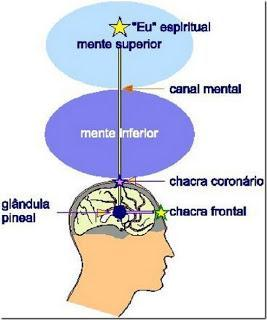 "Eu" espiritual
mente superior
canal mental
mente inferior
chacra coronário
glândula
pineal
chacra frontal